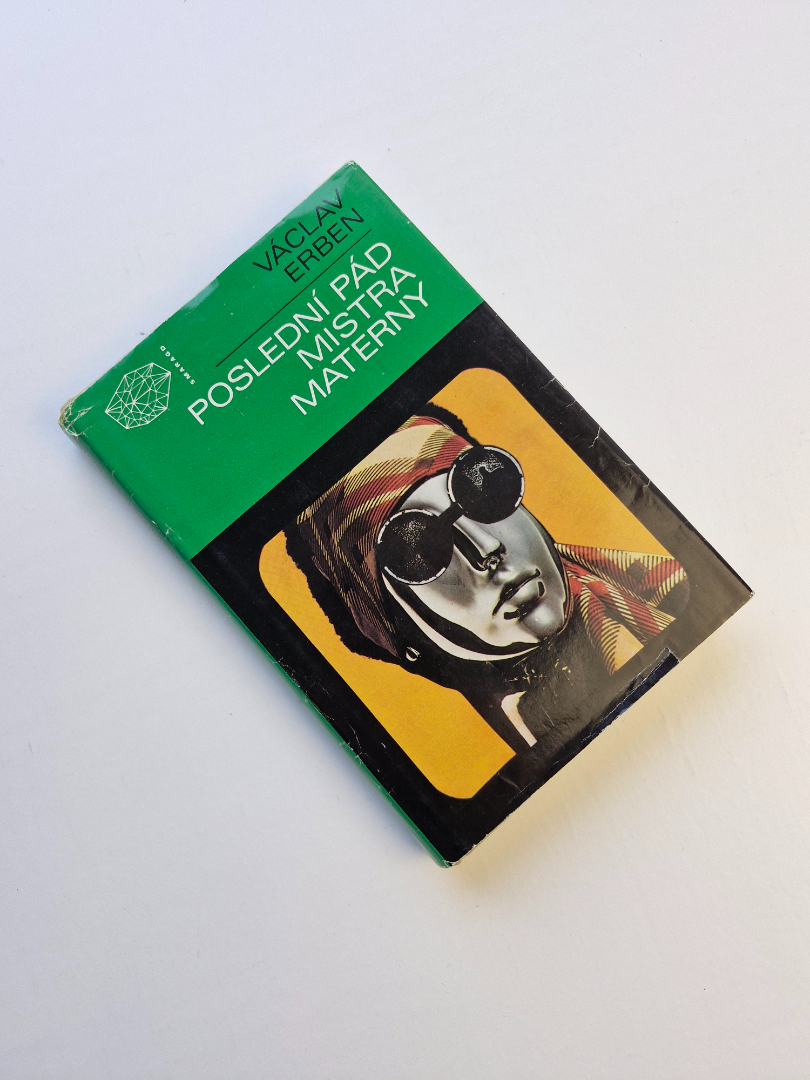 VÁCLAV
ERBEN
POSLEDNÍ PÁD
MISTRA
MATERNY
SMARAGD